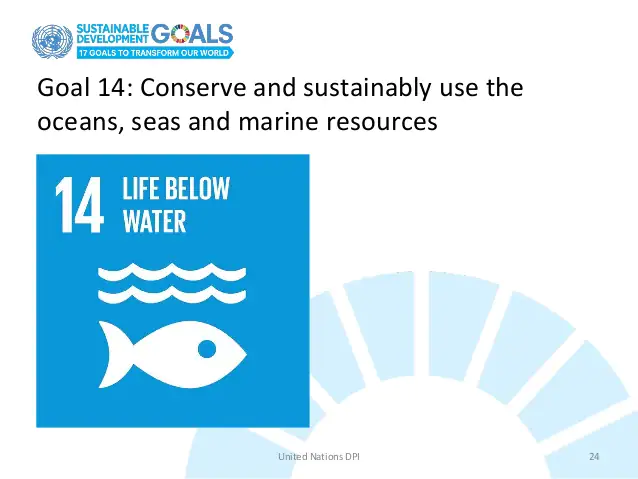 SUSTAINABLE
DEVELOPMENT GOALS
17 GOALS TO TRANSFORM OUR WORLD
Goal 14: Conserve and sustainably use the
oceans, seas and marine resources
14 LIFE BELOW
WATER
United Nations DPI
24